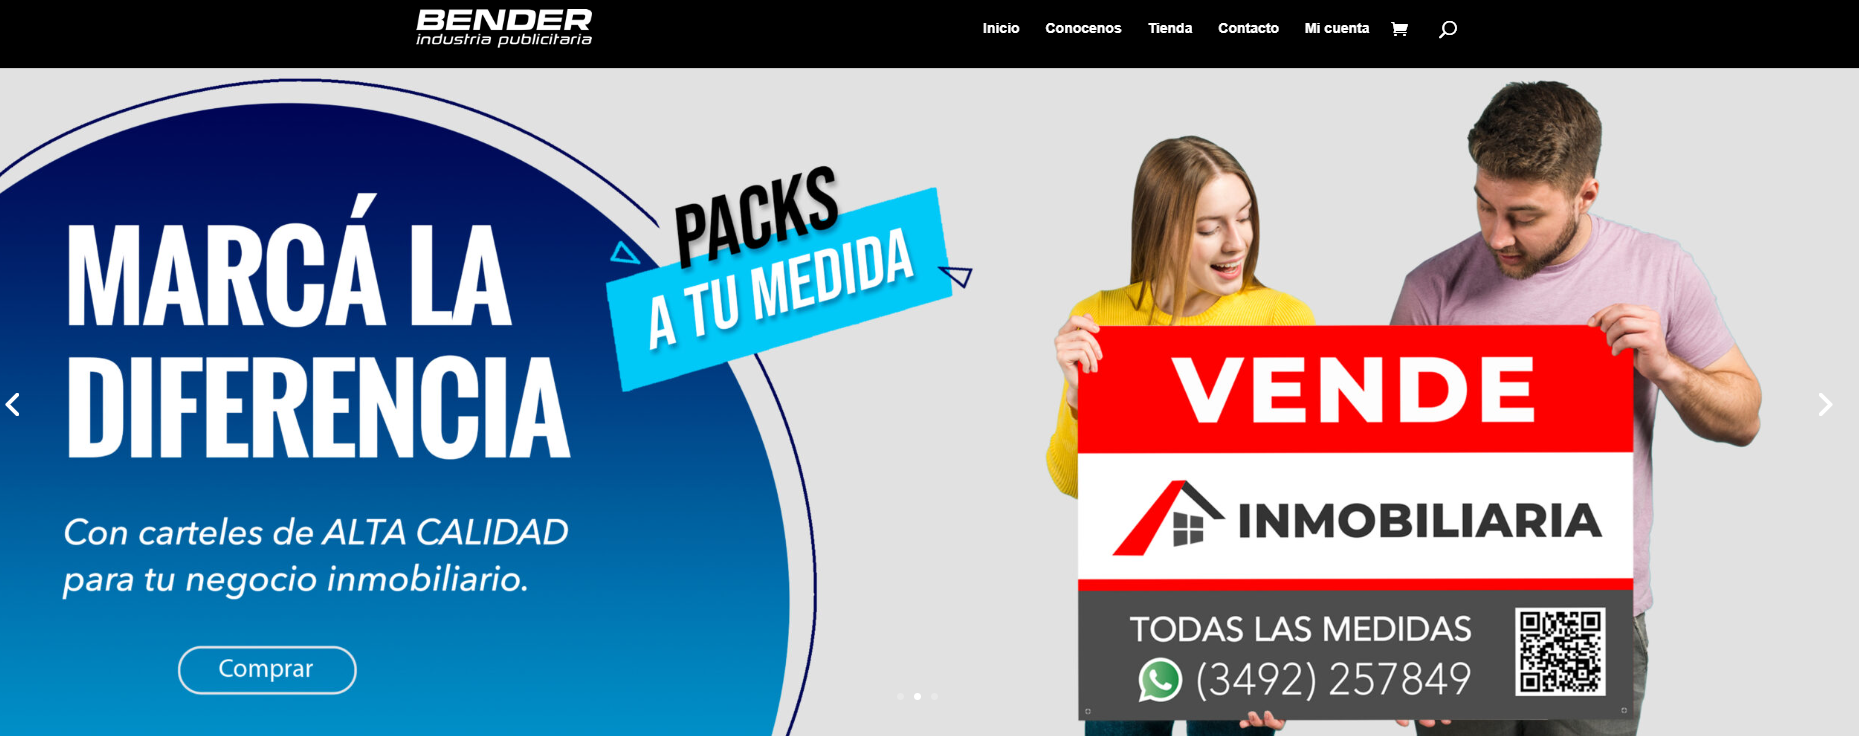 BENDER
industria publicitaria
Inicio Conocenos Tienda Contacto Mi cuenta
MARCÁ LA
DIFERENCIA
Con carteles de ALTA CALIDAD
para tu negocio inmobiliario.
Comprar
PACKS
A TU MEDIDA
VENDE
INMOBILIARIA
TODAS LAS MEDIDAS
(3492) 257849